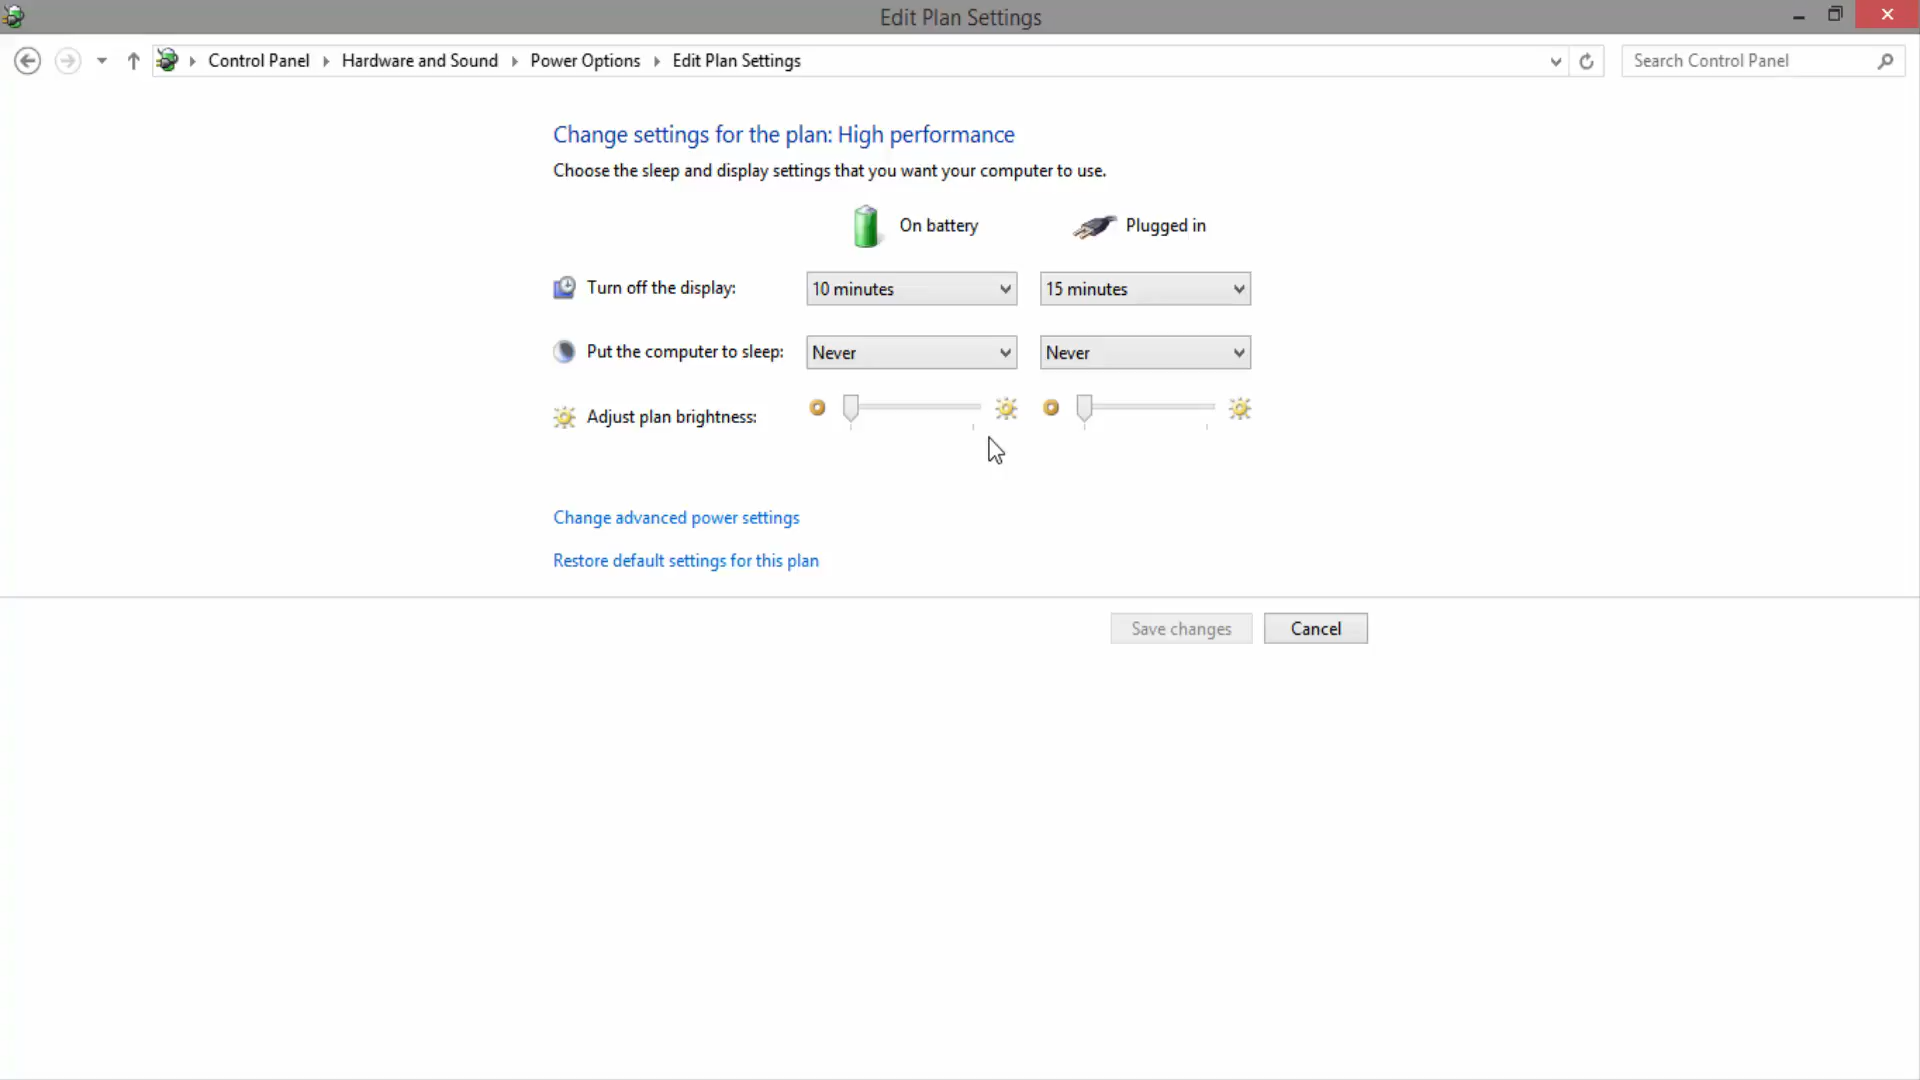 Edit Plan Settings
Control Panel Hardware and Sound Power Options Edit Plan Settings
Search Control Panel
Change settings for the plan: High performance
Choose the sleep and display settings that you want your computer to use.
On battery Plugged in
Turn off the display: 10 minutes 15 minutes
Put the computer to sleep: Never Never
Adjust plan brightness:
Change advanced power settings
Restore default settings for this plan
Save changes Cancel